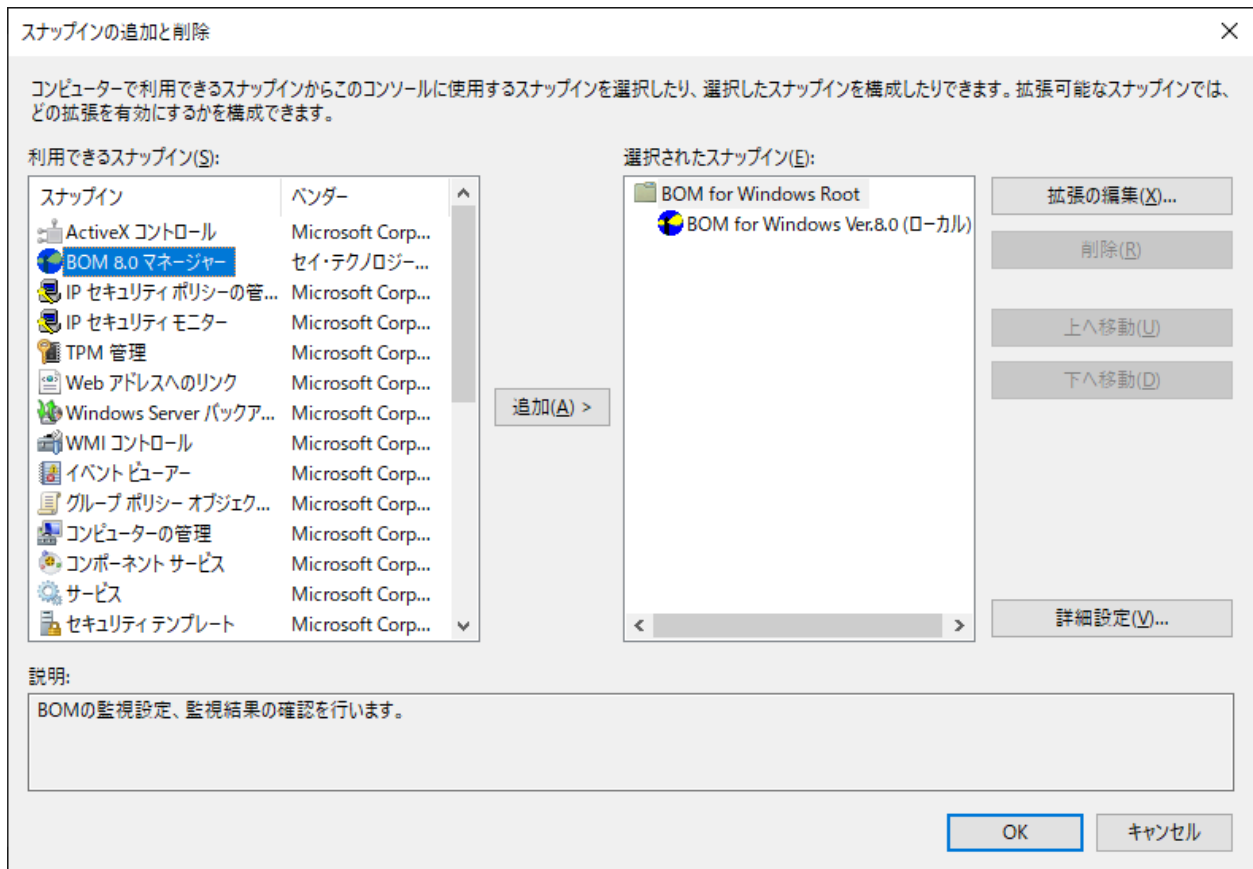 スナップインの追加と削除
コンピューターで利用できるスナップインからこのコンソールに使用するスナップインを選択したり、選択したスナップインを構成したりできます。拡張可能なスナップインでは、
どの拡張を有効にするかを構成できます。
利用できるスナップイン(S):
スナップイン ベンダー
ActiveX コントロール Microsoft Corp...
BOM 8.0 マネージャー セイ・テクノロジー...
IP セキュリティ ポリシーの管... Microsoft Corp...
IP セキュリティ モニター Microsoft Corp...
TPM 管理 Microsoft Corp...
Web アドレスへのリンク Microsoft Corp...
Windows Server バックア... Microsoft Corp...
WMI コントロール Microsoft Corp...
イベント ビューアー Microsoft Corp...
グループ ポリシー オブジェク... Microsoft Corp...
コンピューターの管理 Microsoft Corp...
コンポーネント サービス Microsoft Corp...
サービス Microsoft Corp...
セキュリティ テンプレート Microsoft Corp...
追加(A) >
選択されたスナップイン(E):
BOM for Windows Root
BOM for Windows Ver.8.0 (ローカル)
拡張の編集(X)...
削除(R)
上へ移動(U)
下へ移動(D)
詳細設定(V)...
説明:
BOMの監視設定、監視結果の確認を行います。
OK
キャンセル